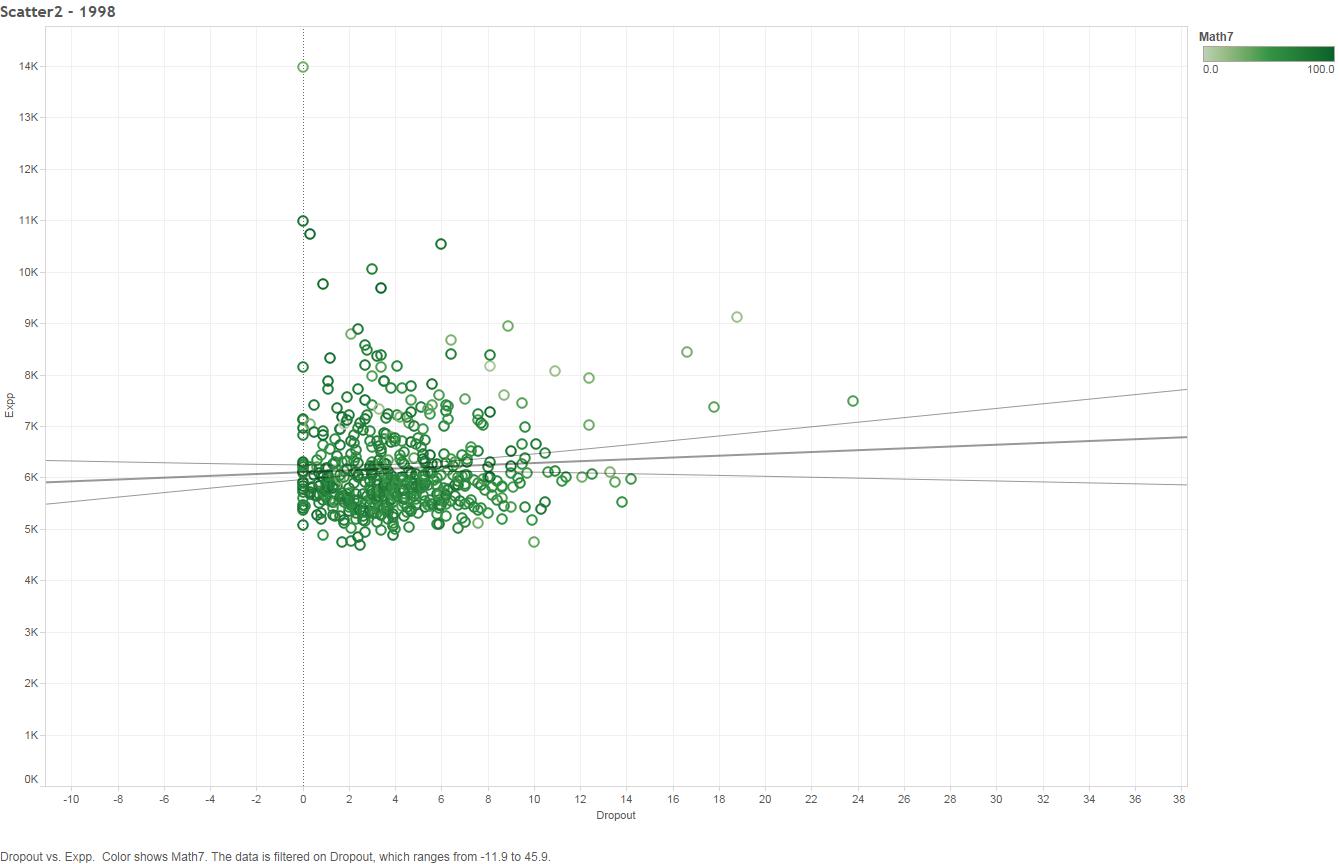 Scatter2 - 1998
Math7
0.0 100.0
14K
13K
12K
11K
10K
9K
8K
7K
6K
5K
4K
3K
2K
1K
0K
Expp
-10 -8 -6 -4 -2 0 2 4 6 8 10 12 14 16 18 20 22 24 26 28 30 32 34 36 38
Dropout
Dropout vs. Expp. Color shows Math7. The data is filtered on Dropout, which ranges from -11.9 to 45.9.